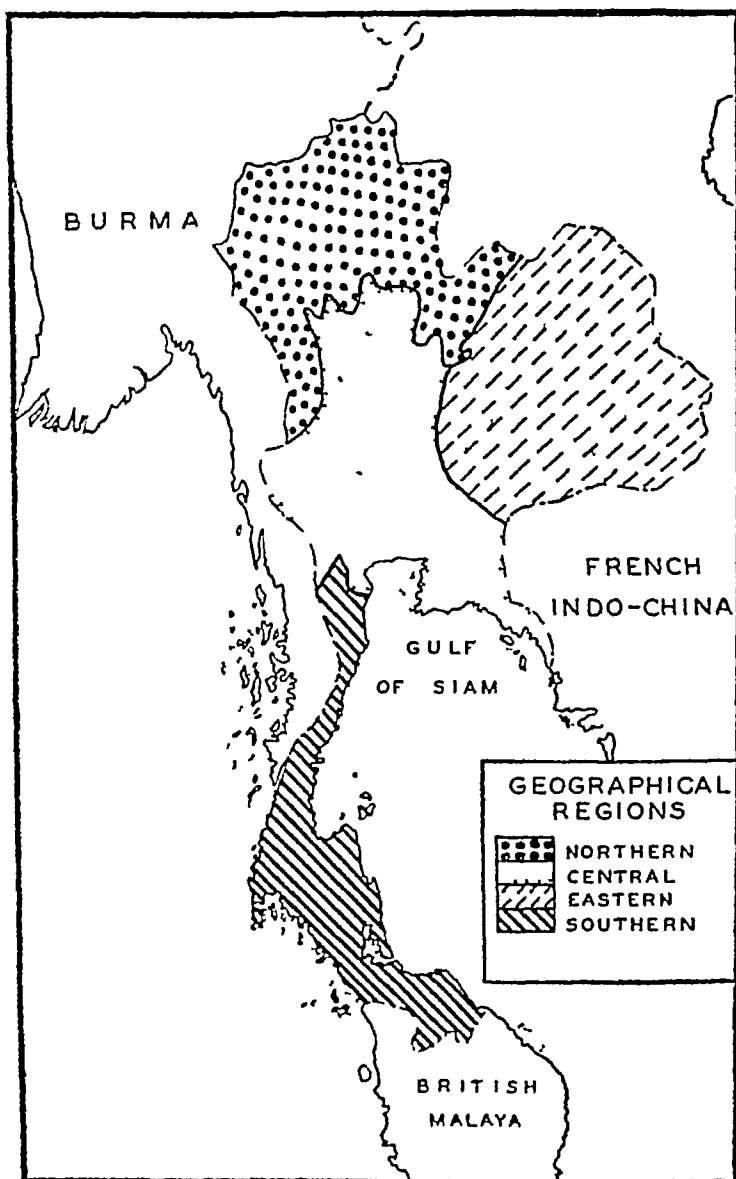 BURMA
FRENCH
INDO-CHINA
GULF
OF SIAM
GEOGRAPHICAL
REGIONS
NORTHERN
CENTRAL
EASTERN
SOUTHERN
BRITISH
MALAYA